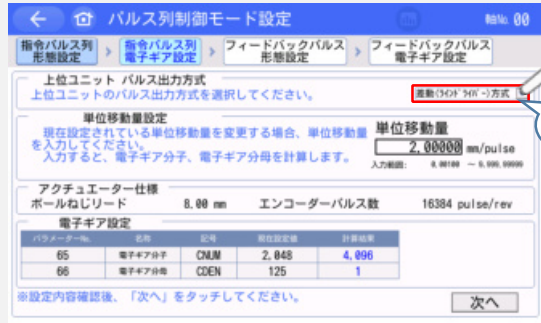 パルス列制御モード設定
軸No. 00
指令パルス列
形態設定
指令パルス列
電子ギア設定
フィードバックパルス
形態設定
フィードバックパルス
電子ギア設定
上位ユニット パルス出力方式
上位ユニットのパルス出力方式を選択してください。
差動(ラインドライバー)方式
単位移動量設定
現在設定されている単位移動量を変更する場合、単位移動量
を入力してください。
入力すると、電子ギア分子、電子ギア分母を計算します。
単位移動量
2.00000 mm/pulse
入力範囲: 0.00100 ～ 9,999.99999
アクチュエーター仕様
ボールねじリード 8.00 mm エンコーダーパルス数 16384 pulse/rev
電子ギア設定
パラメーターNo. 名称 記号 現在設定値 計算結果
65 電子ギア分子 CNUM 2,048 4,096
66 電子ギア分母 CDEN 125 1
※設定内容確認後、「次へ」をタッチしてください。
次へ